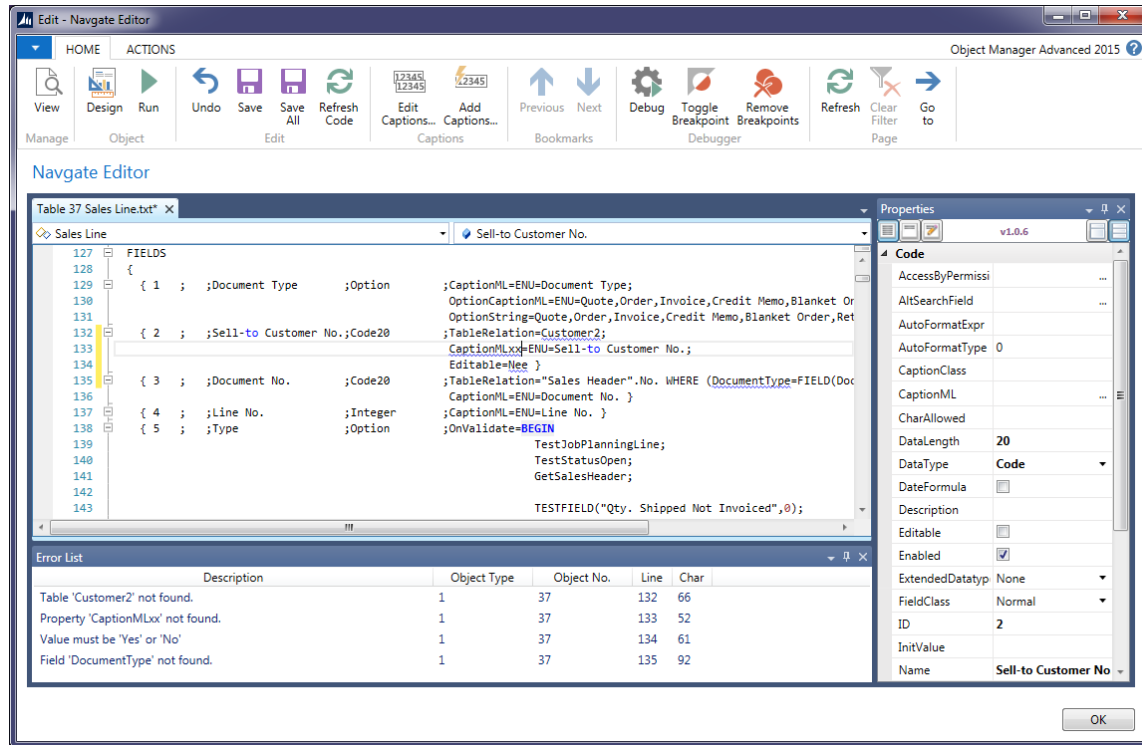 Edit - Navgate Editor
HOME ACTIONS
Object Manager Advanced 2015 ?
View Design Run Undo Save Save All Refresh Code Edit Captions... Add Captions... Previous Next Debug Toggle Breakpoint Remove Breakpoints Refresh Clear Filter Go to
Manage Object Edit Captions Bookmarks Debugger Page
Navgate Editor
Table 37 Sales Line.txt*
Sales Line Sell-to Customer No.
127 FIELDS
128 {
129 { 1 ; ;Document Type ;Option ;CaptionML=ENU=Document Type;
130 OptionCaptionML=ENU=Quote,Order,Invoice,Credit Memo,Blanket Or
131 OptionString=Quote,Order,Invoice,Credit Memo,Blanket Order,Ret
132 { 2 ; ;Sell-to Customer No.;Code20 ;TableRelation=Customer2;
133 CaptionMLxx=ENU=Sell-to Customer No.;
134 Editable=Nee }
135 { 3 ; ;Document No. ;Code20 ;TableRelation="Sales Header".No. WHERE (DocumentType=FIELD(Doc
136 CaptionML=ENU=Document No. }
137 { 4 ; ;Line No. ;Integer ;CaptionML=ENU=Line No. }
138 { 5 ; ;Type ;Option ;OnValidate=BEGIN
139 TestJobPlanningLine;
140 TestStatusOpen;
141 GetSalesHeader;
142
143 TESTFIELD("Qty. Shipped Not Invoiced",0);
Error List
Description Object Type Object No. Line Char
Table 'Customer2' not found. 1 37 132 66
Property 'CaptionMLxx' not found. 1 37 133 52
Value must be 'Yes' or 'No' 1 37 134 61
Field 'DocumentType' not found. 1 37 135 92
Properties
v1.0.6
Code
AccessByPermissi ...
AltSearchField ...
AutoFormatExpr
AutoFormatType 0
CaptionClass
CaptionML ...
CharAllowed
DataLength 20
DataType Code
DateFormula
Description
Editable
Enabled
ExtendedDatatyp None
FieldClass Normal
ID 2
InitValue
Name Sell-to Customer No
OK